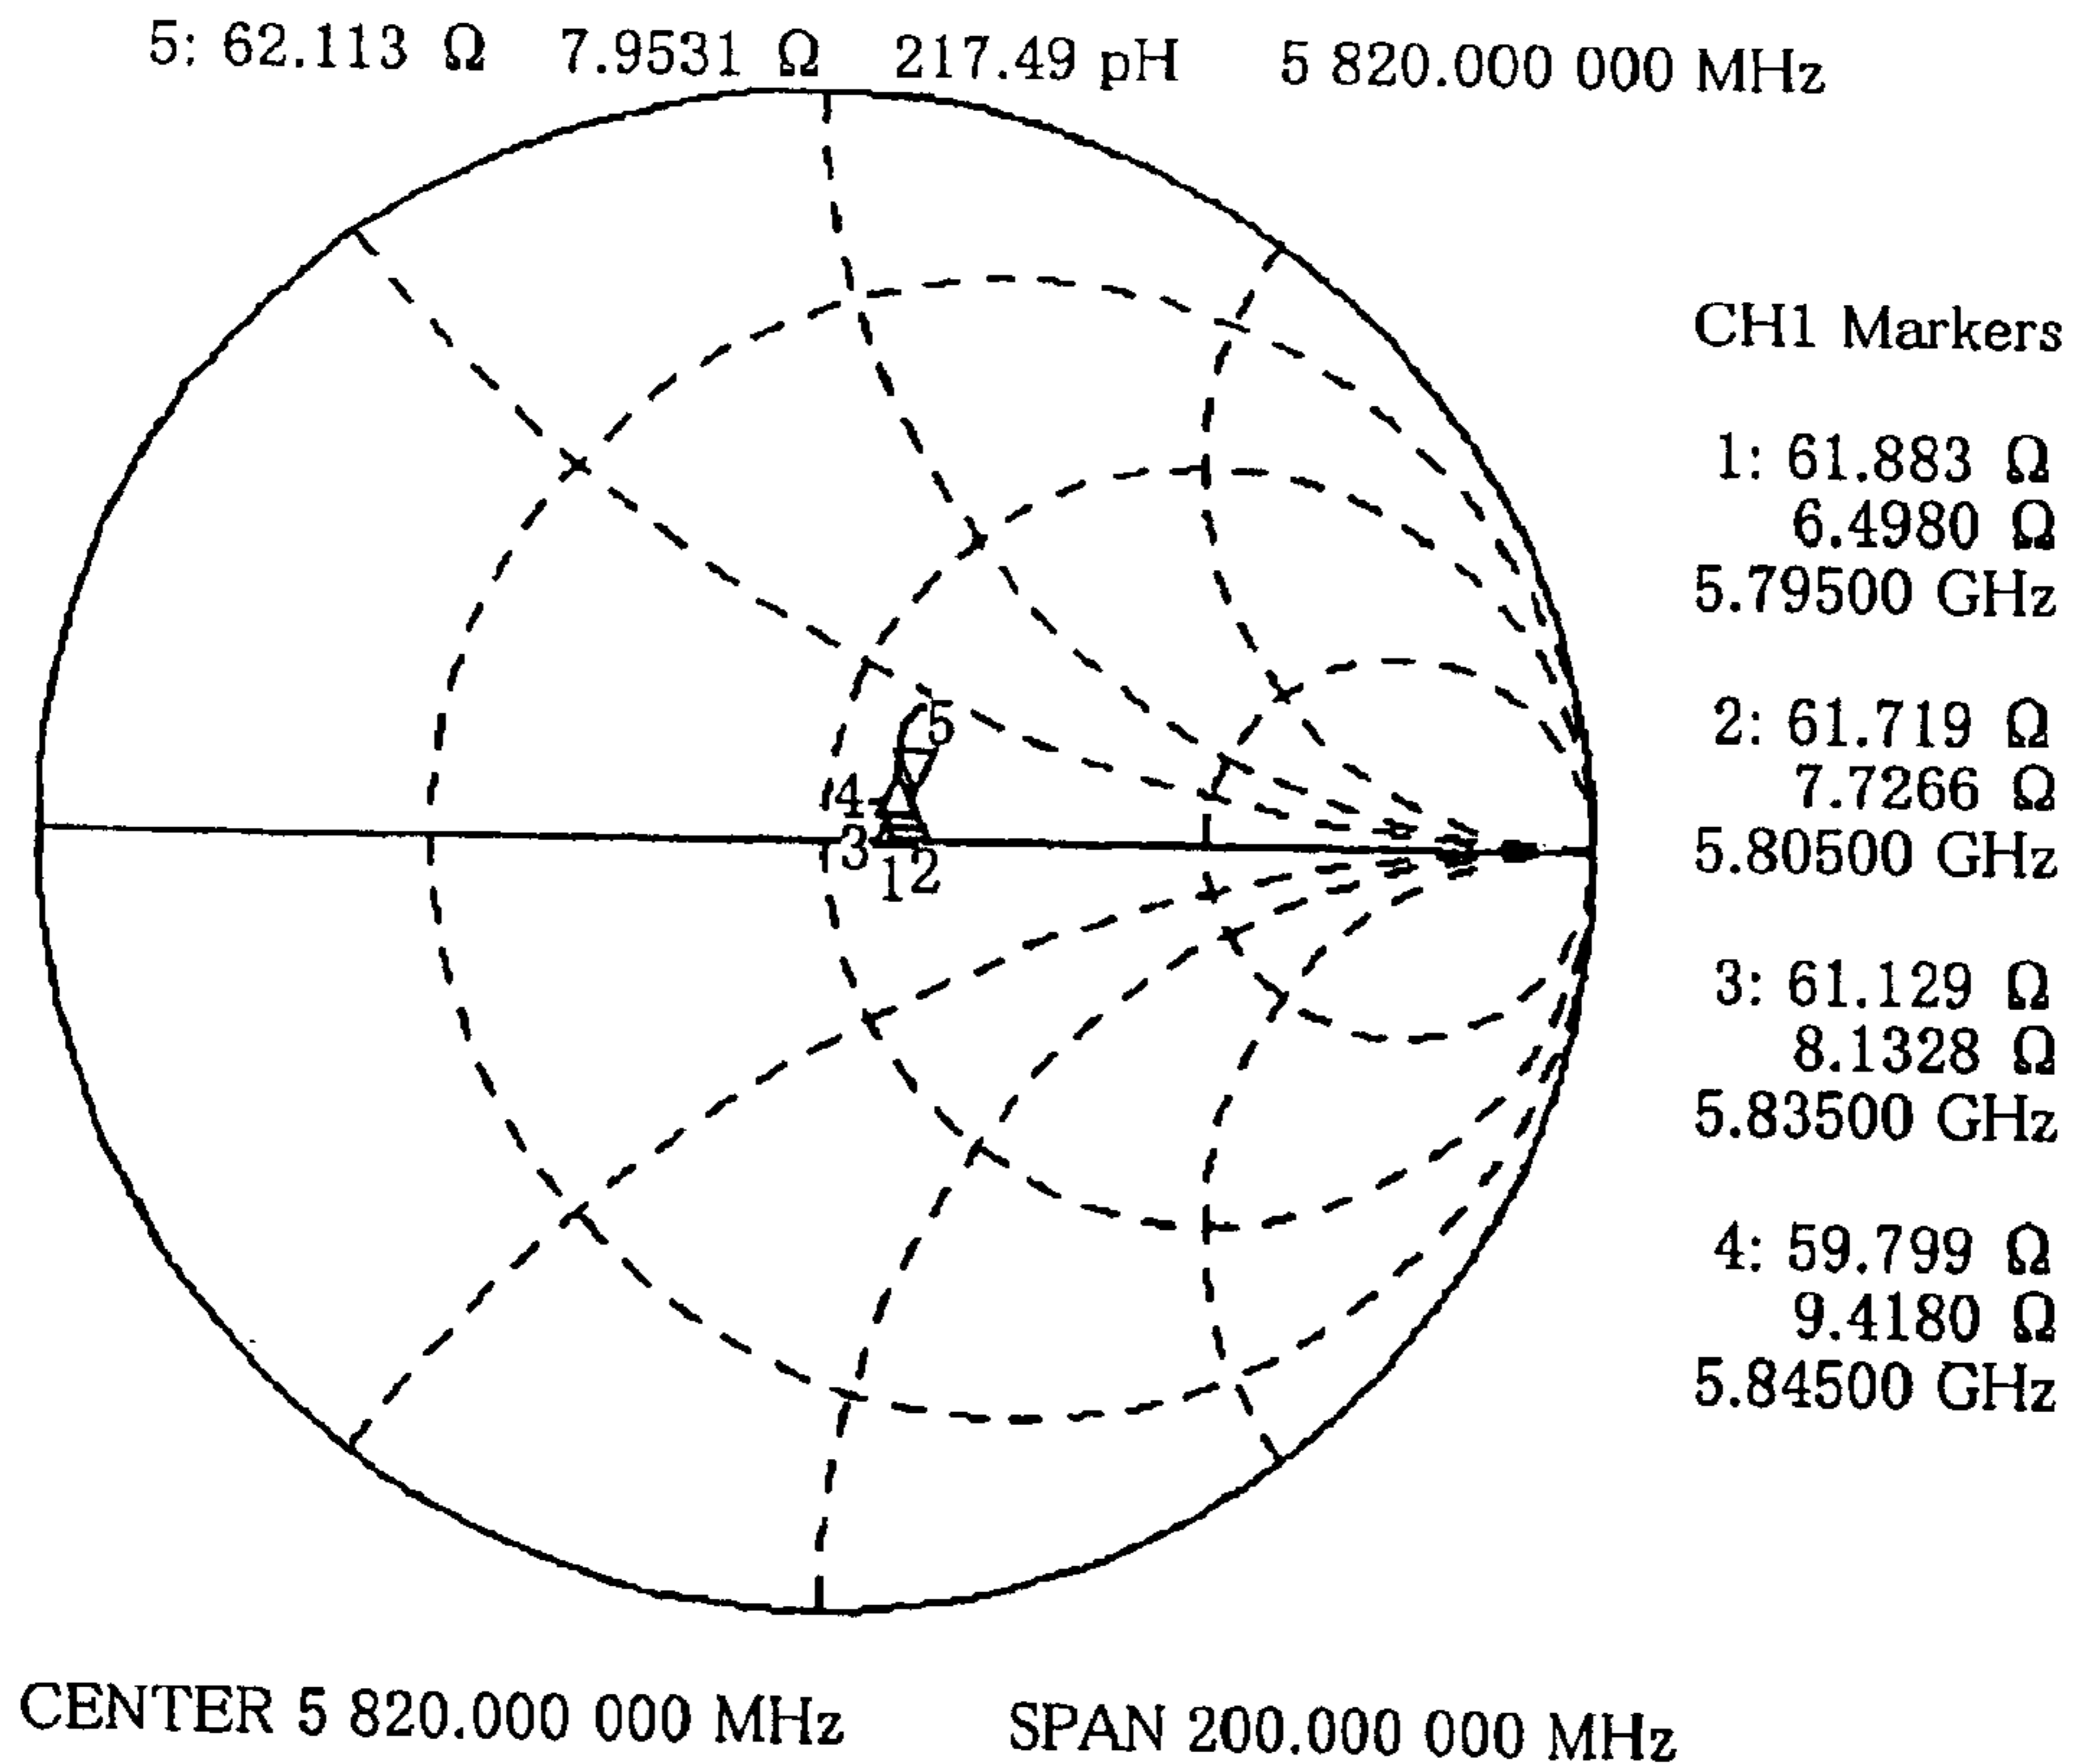 5: 62.113 Ω 7.9531 Ω 217.49 pH 5 820.000 000 MHz
CH1 Markers
1: 61.883 Ω
6.4980 Ω
5.79500 GHz
2: 61.719 Ω
7.7266 Ω
5.80500 GHz
3: 61.129 Ω
8.1328 Ω
5.83500 GHz
4: 59.799 Ω
9.4180 Ω
5.84500 GHz
5
4
3
1 2
CENTER 5 820.000 000 MHz SPAN 200.000 000 MHz